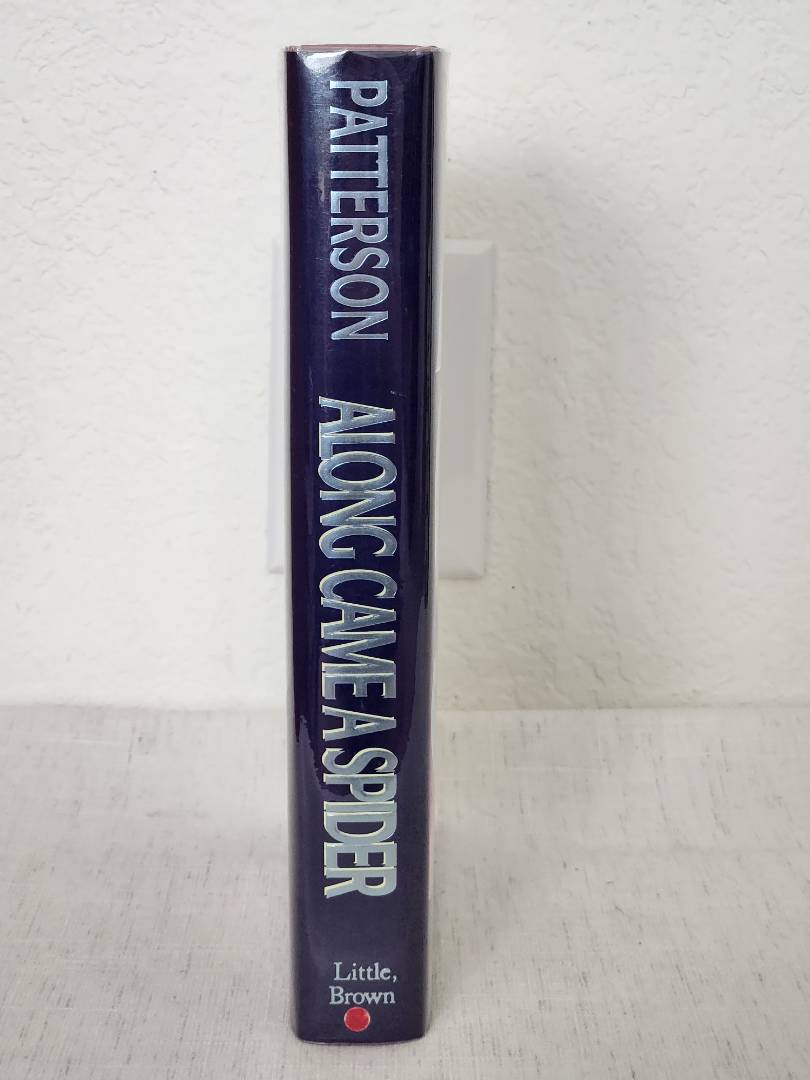 PATTERSON
ALONG CAME A SPIDER
Little,
Brown